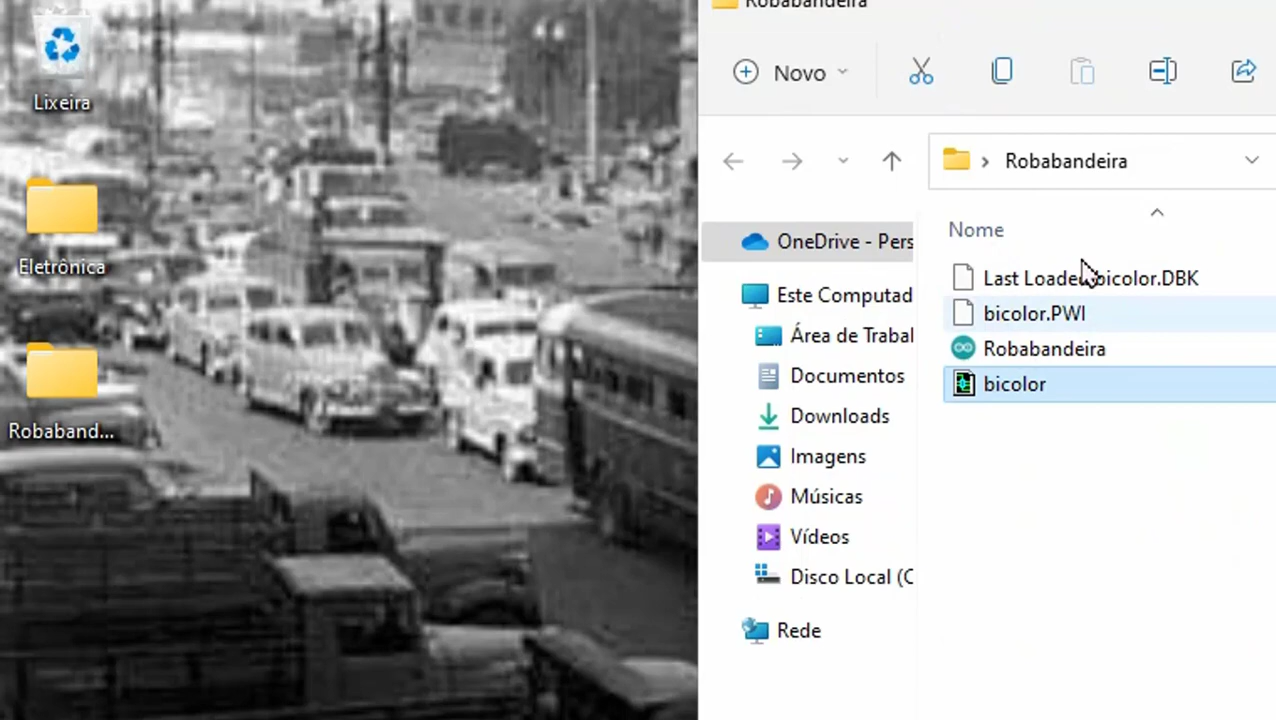 Lixeira
Eletrônica
Robaband...
Robabandeira
Novo
Robabandeira
OneDrive - Pers
Este Computad
Área de Trabal
Documentos
Downloads
Imagens
Músicas
Vídeos
Disco Local (C
Rede
Nome
Last Loaded bicolor.DBK
bicolor.PWI
Robabandeira
bicolor